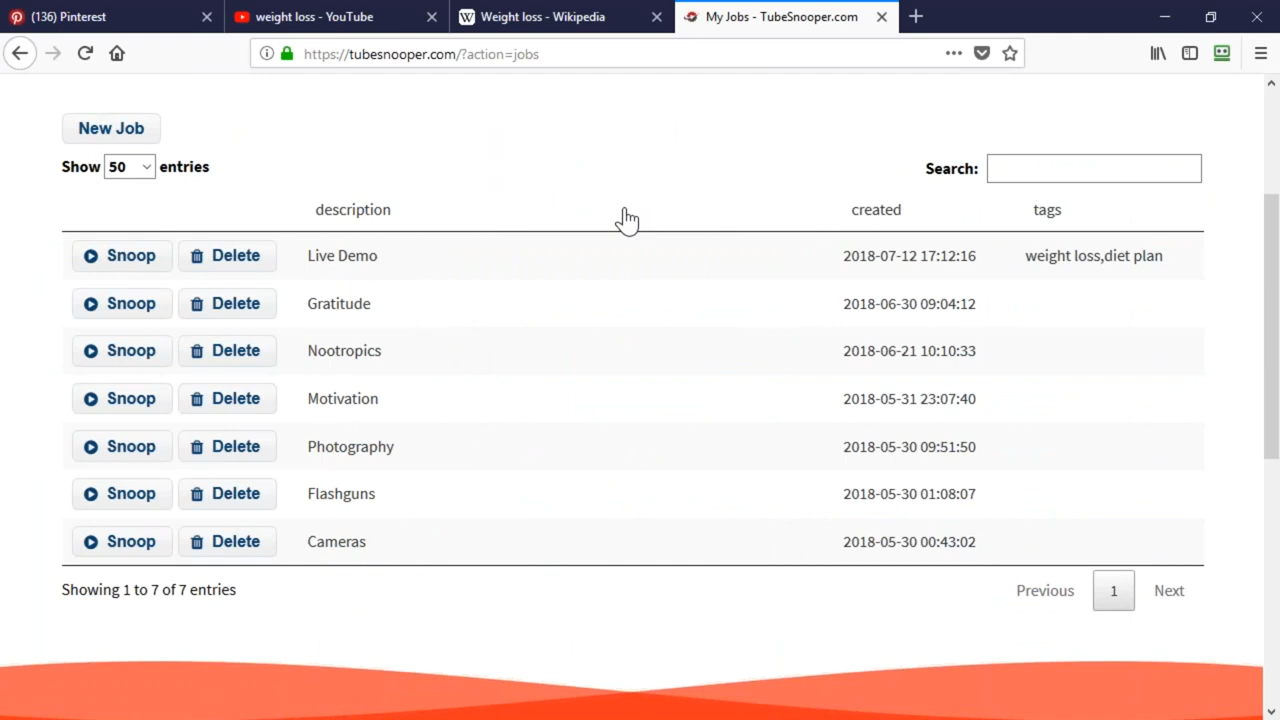 (136) Pinterest weight loss - YouTube Weight loss - Wikipedia My Jobs - TubeSnooper.com
https://tubesnooper.com/?action=jobs
New Job
Show 50 entries Search:
description created tags
Snoop Delete Live Demo 2018-07-12 17:12:16 weight loss,diet plan
Snoop Delete Gratitude 2018-06-30 09:04:12
Snoop Delete Nootropics 2018-06-21 10:10:33
Snoop Delete Motivation 2018-05-31 23:07:40
Snoop Delete Photography 2018-05-30 09:51:50
Snoop Delete Flashguns 2018-05-30 01:08:07
Snoop Delete Cameras 2018-05-30 00:43:02
Showing 1 to 7 of 7 entries Previous 1 Next